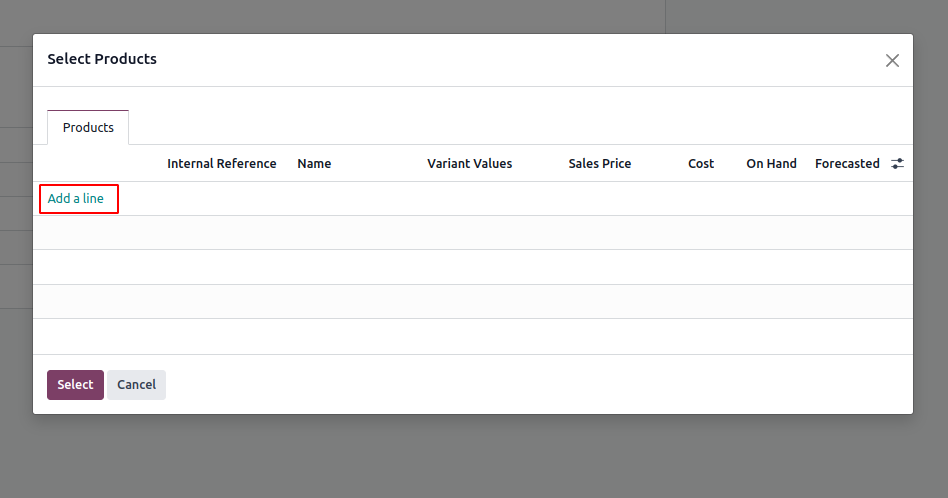 Select Products
Products
Internal Reference Name Variant Values Sales Price Cost On Hand Forecasted
Add a line
Select Cancel